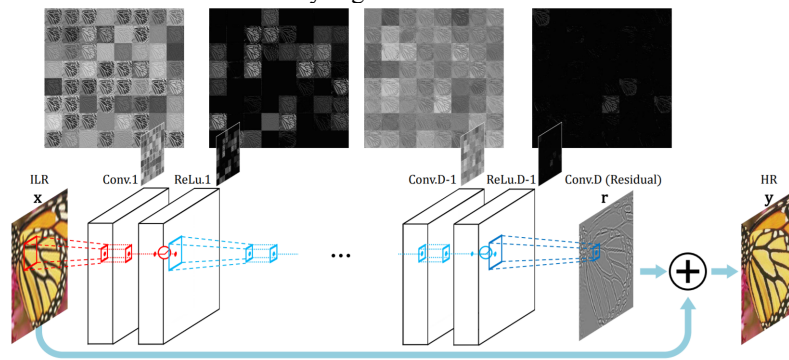 ILR
x
Conv.1
ReLu.1
Conv.D-1
ReLu.D-1
Conv.D (Residual)
r
HR
y
...